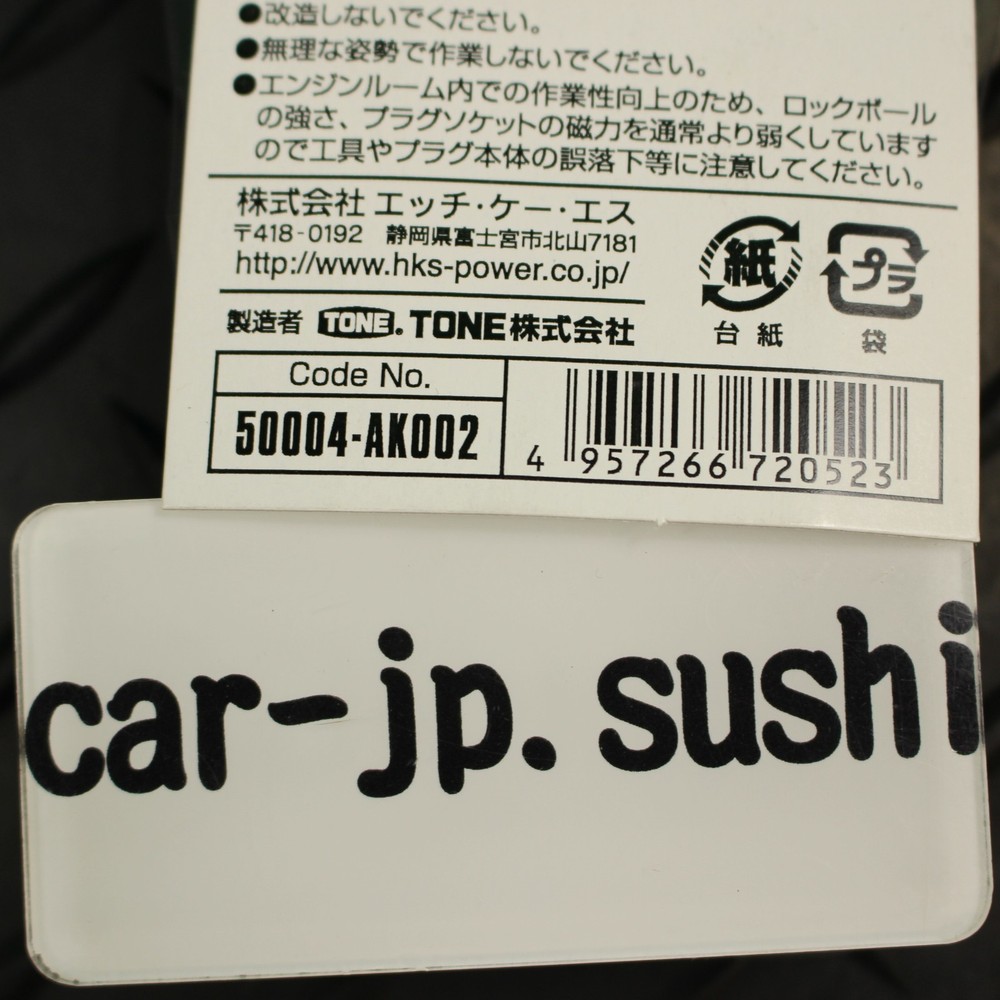 ●改造しないでください。
●無理な姿勢で作業しないでください。
●エンジンルーム内での作業性向上のため、ロックボール
の強さ、プラグソケットの磁力を通常より弱くしています
ので工具やプラグ本体の誤落下等に注意してください。
株式会社 エッチ・ケー・エス
〒418-0192 静岡県富士宮市北山7181
http://www.hks-power.co.jp/
紙
台紙
プラ
袋
製造者 TONE® TONE株式会社
Code No.
50004-AK002
4 957266 720523
car-jp. sushi